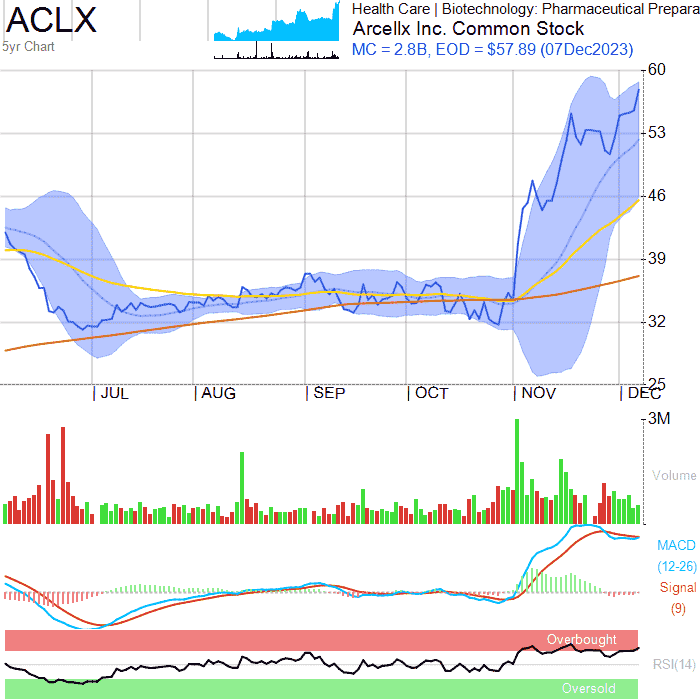 ACLX
5yr Chart
Health Care | Biotechnology: Pharmaceutical Prepara
Arcellx Inc. Common Stock
MC = 2.8B, EOD = $57.89 (07Dec2023)
60
53
46
39
32
25
JUL
AUG
SEP
OCT
NOV
DEC
3M
Volume
MACD
(12-26)
Signal
(9)
Overbought
RSI(14)
Oversold